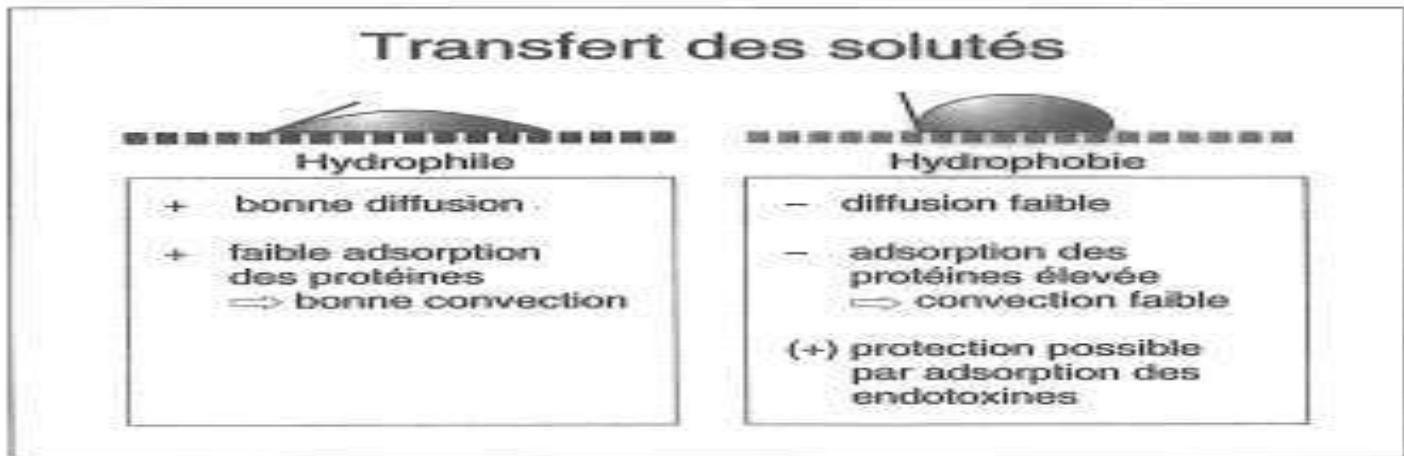 Transfert des solutés
Hydrophile
+ bonne diffusion
+ faible adsorption
des protéines
⇨ bonne convection
Hydrophobie
– diffusion faible
– adsorption des
protéines élevée
⇨ convection faible
(+) protection possible
par adsorption des
endotoxines